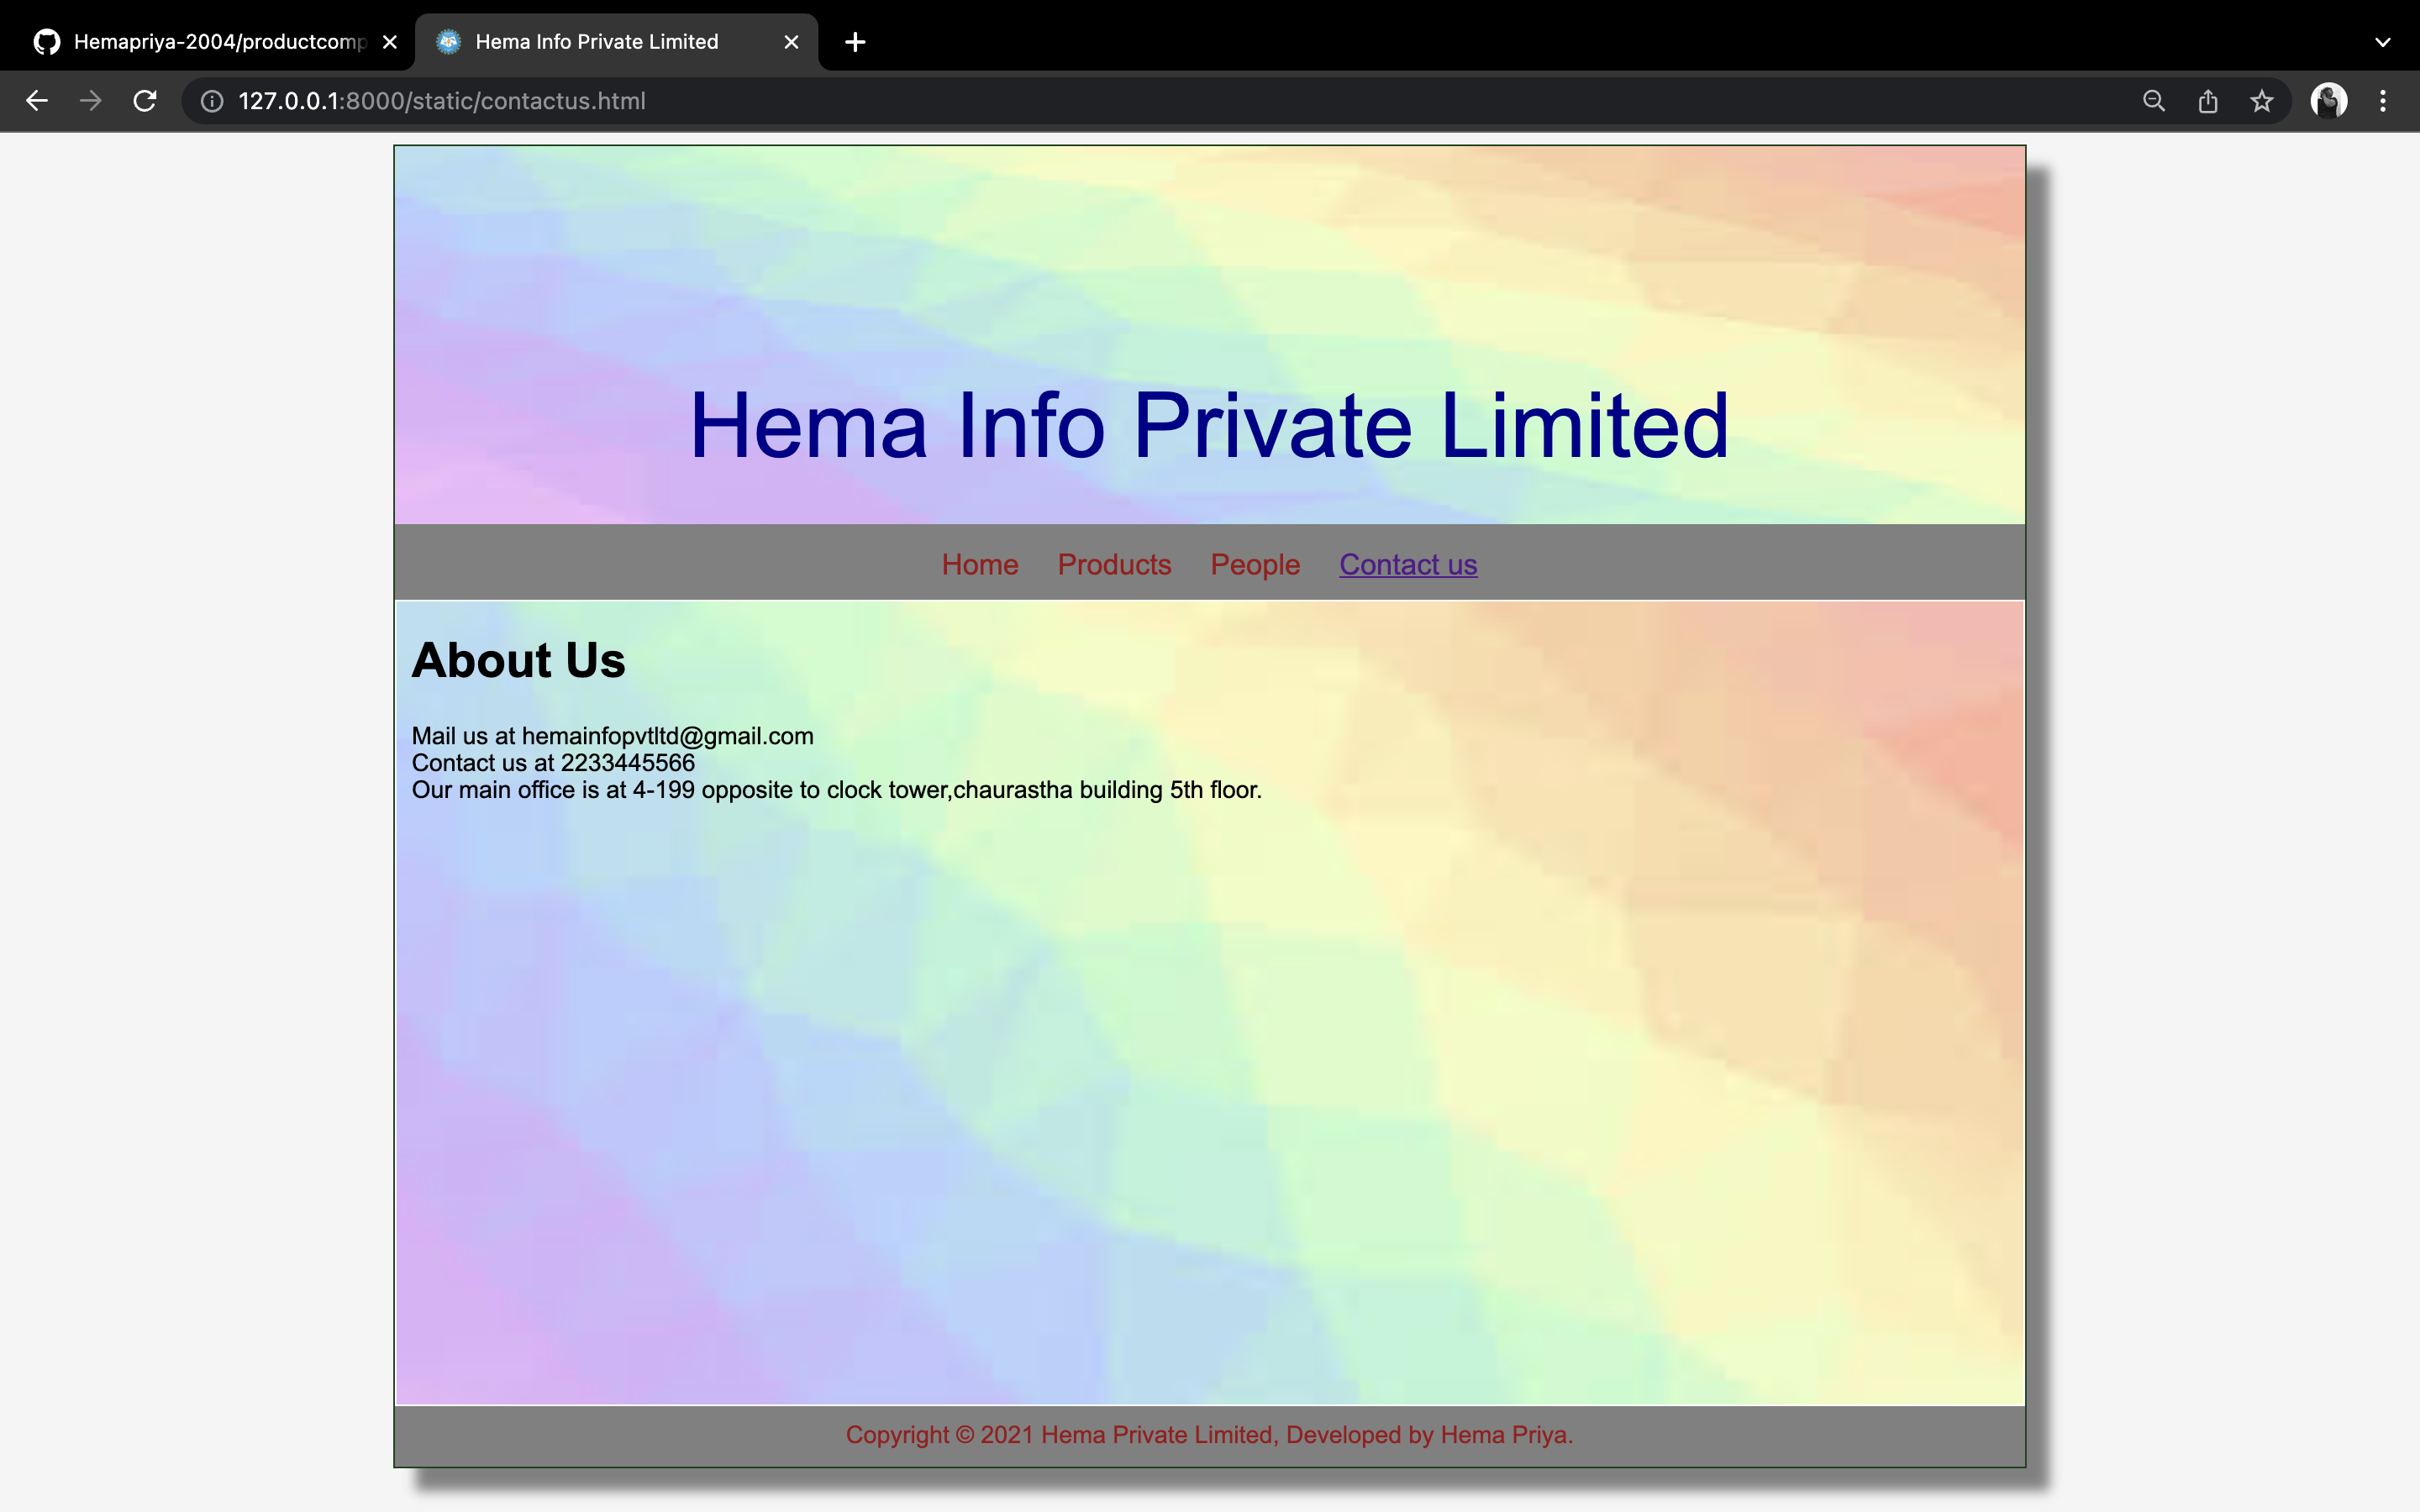 Hemapriya-2004/productcomp
Hema Info Private Limited
127.0.0.1:8000/static/contactus.html
Hema Info Private Limited
Home Products People Contact us
About Us
Mail us at hemainfopvtltd@gmail.com
Contact us at 2233445566
Our main office is at 4-199 opposite to clock tower,chaurastha building 5th floor.
Copyright © 2021 Hema Private Limited, Developed by Hema Priya.